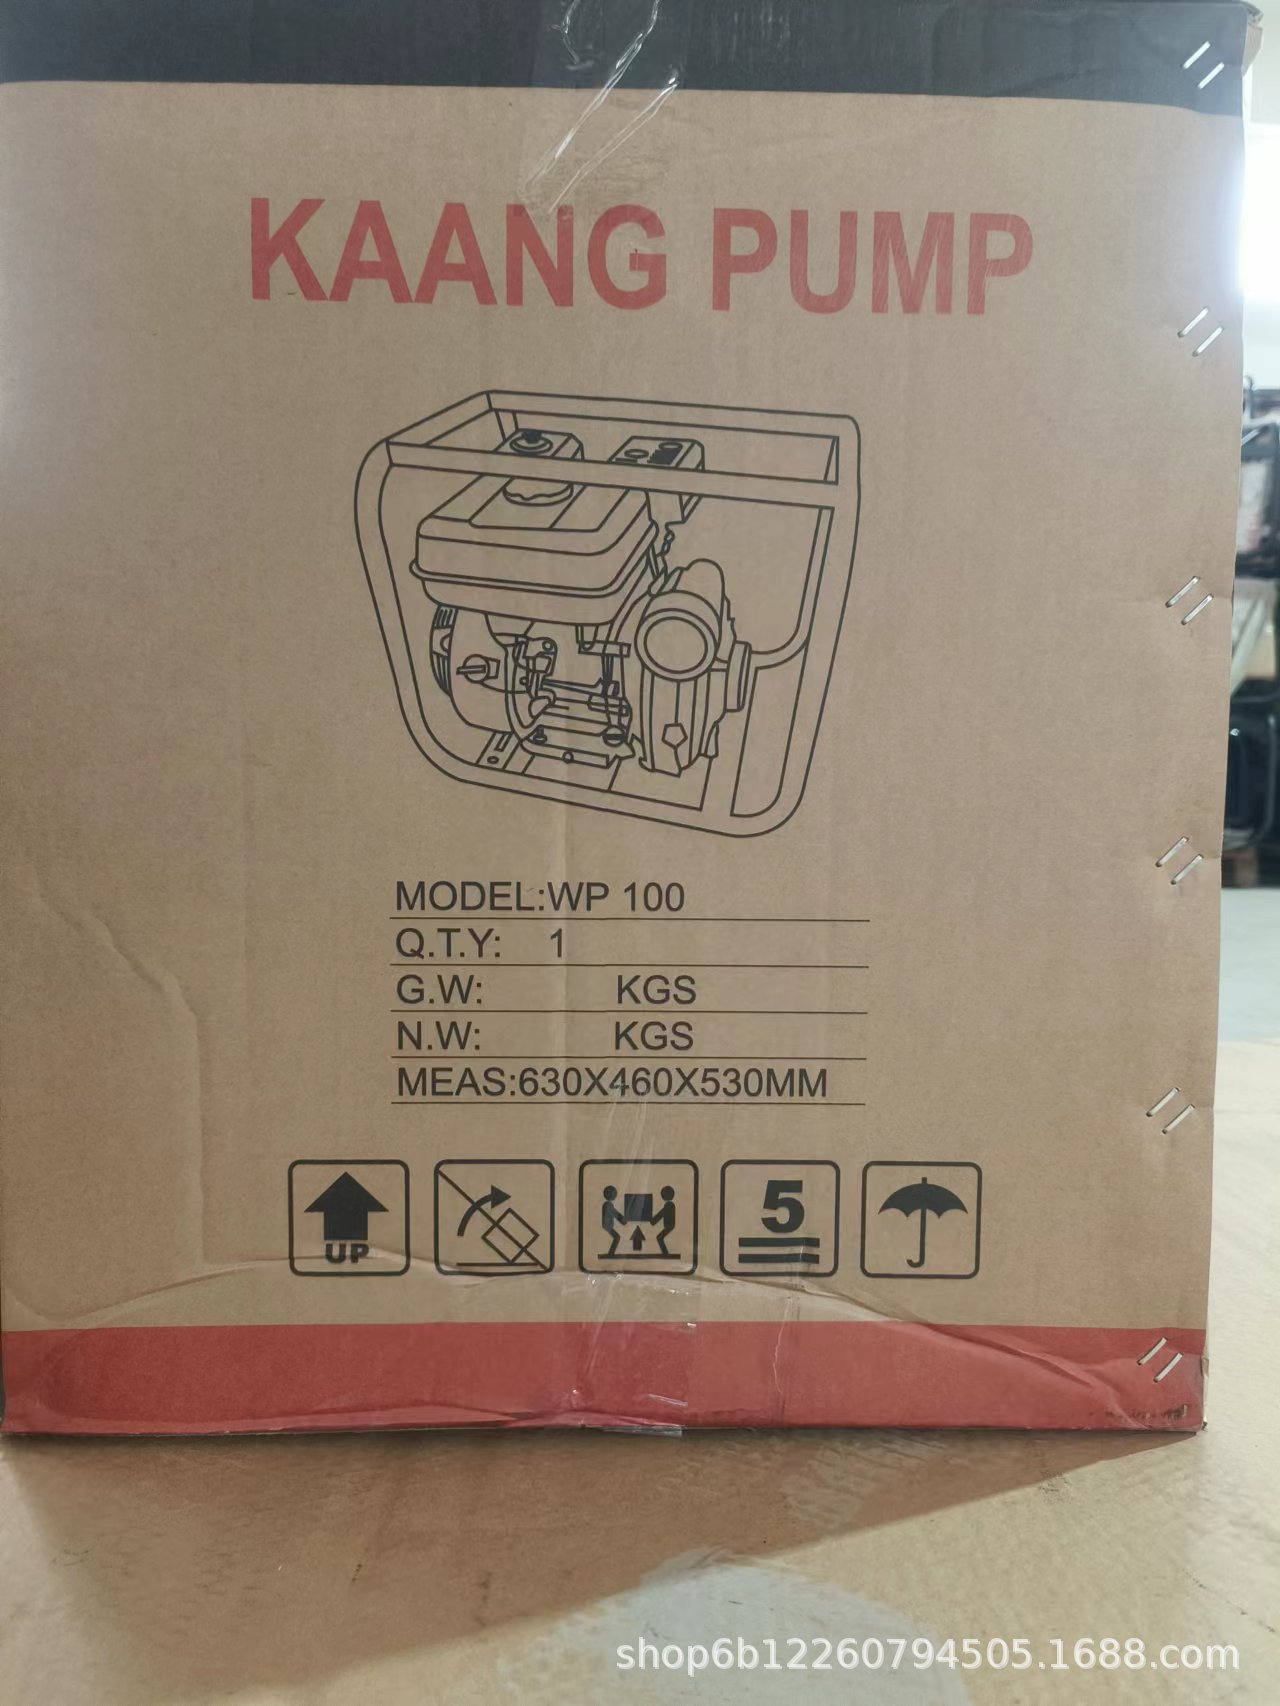 KAANG PUMP
MODEL:WP 100
Q.T.Y: 1
G.W: KGS
N.W: KGS
MEAS:630X460X530MM
UP
5
shop6b12260794505.1688.com